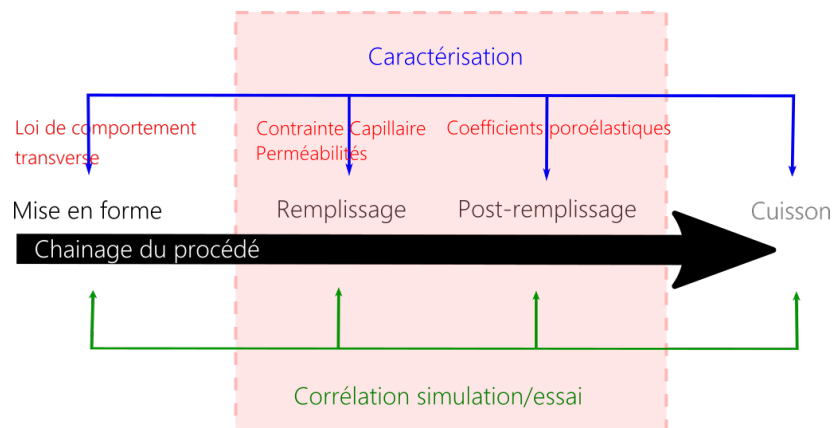 Caractérisation
Loi de comportement
transverse
Contrainte Capillaire
Perméabilités
Coefficients poroélastiques
Mise en forme
Remplissage
Post-remplissage
Cuisson
Chainage du procédé
Corrélation simulation/essai